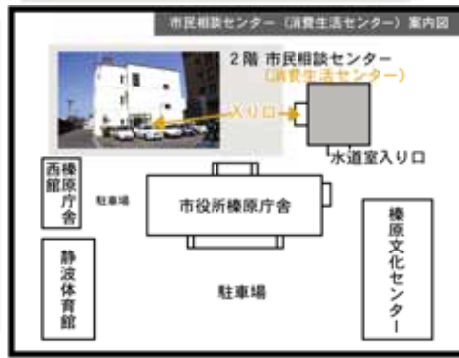 市民相談センター（消費生活センター）案内図
2階 市民相談センター
（消費生活センター）
入り口
水道室入り口
榛原庁舎
西館
駐車場
市役所榛原庁舎
静波体育館
駐車場
榛原文化センター